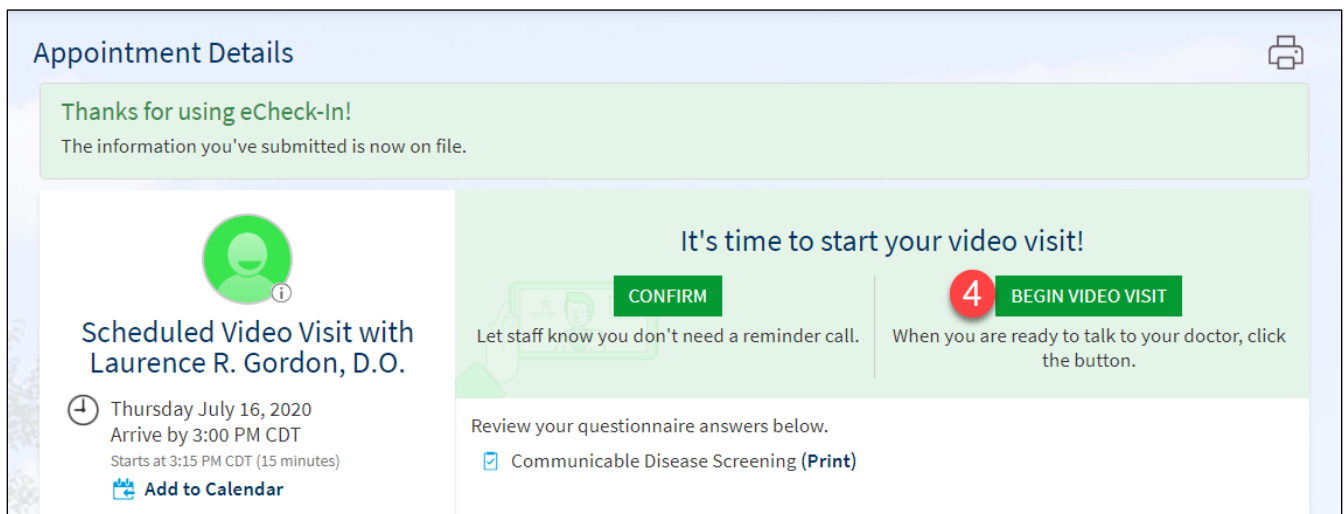 Appointment Details
Thanks for using eCheck-In!
The information you've submitted is now on file.
Scheduled Video Visit with
Laurence R. Gordon, D.O.
Thursday July 16, 2020
Arrive by 3:00 PM CDT
Starts at 3:15 PM CDT (15 minutes)
Add to Calendar
It's time to start your video visit!
CONFIRM
Let staff know you don't need a reminder call.
4 BEGIN VIDEO VISIT
When you are ready to talk to your doctor, click
the button.
Review your questionnaire answers below.
Communicable Disease Screening (Print)